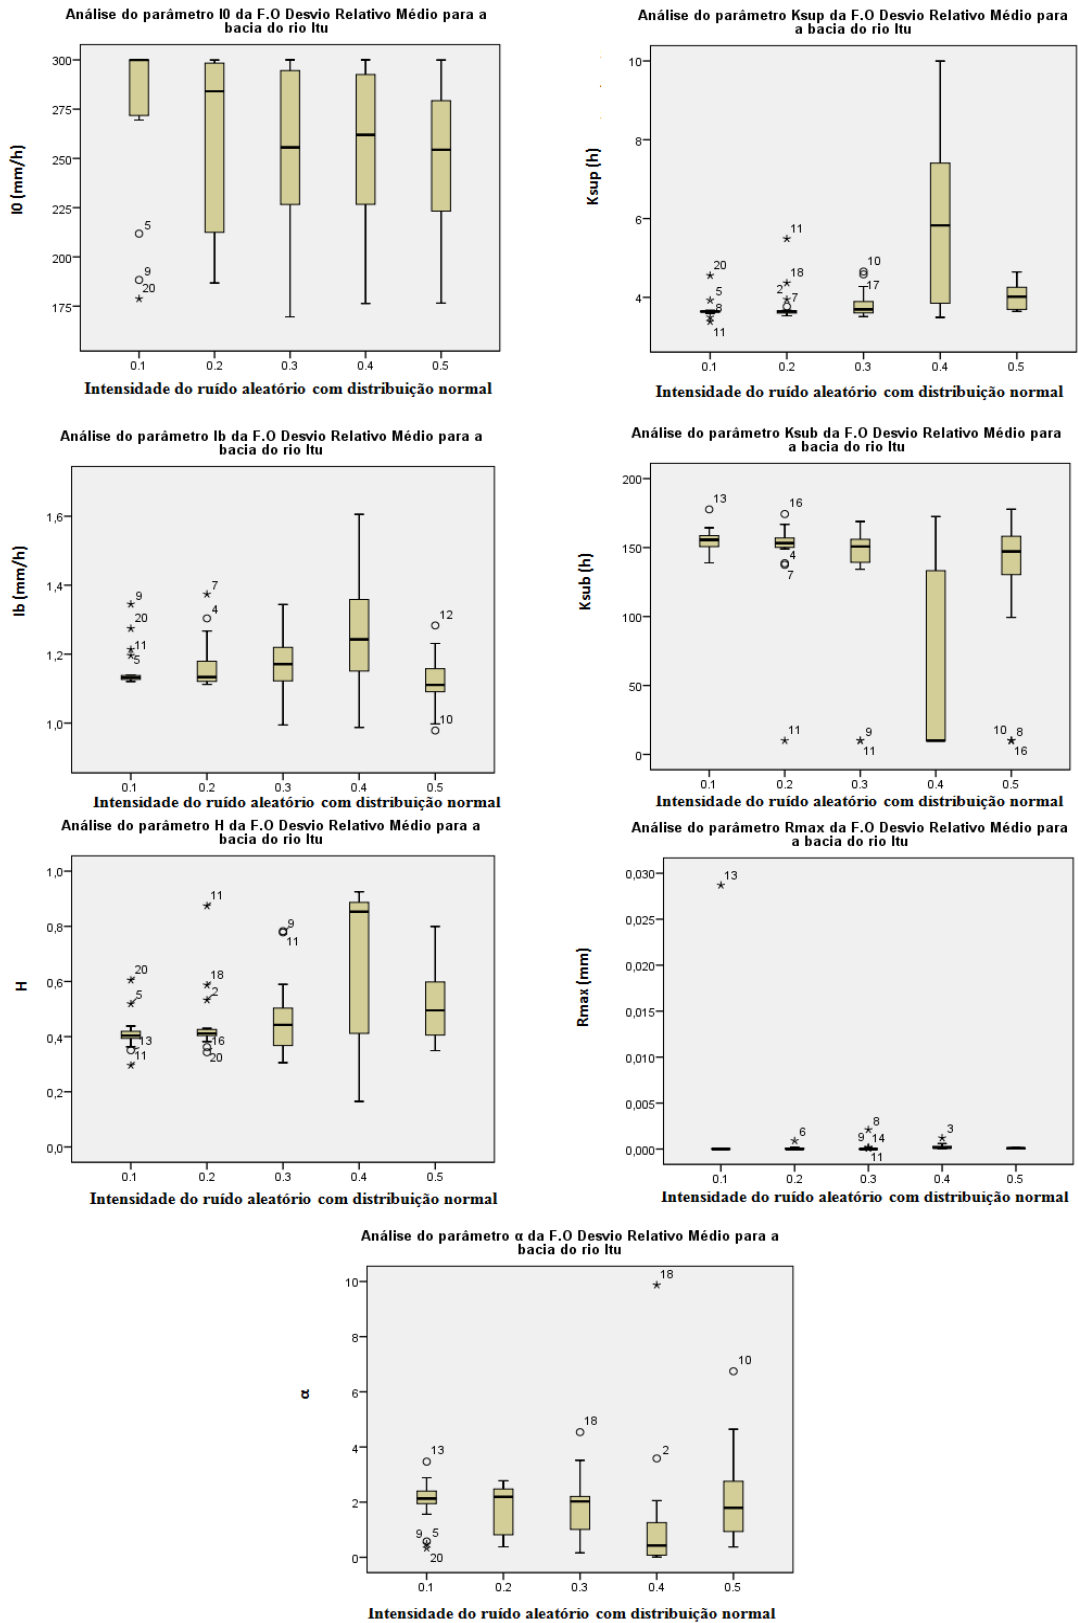 Análise do parâmetro I0 da F.O Desvio Relativo Médio para a
bacia do rio Itu
I0 (mm/h)
300
275
250
225
200
175
5
9
20
0.1 0.2 0.3 0.4 0.5
Intensidade do ruído aleatório com distribuição normal
Análise do parâmetro Ksup da F.O Desvio Relativo Médio para
a bacia do rio Itu
Ksup (h)
10
8
6
4
20
5
8
11
11
18
2 7
10
17
0.1 0.2 0.3 0.4 0.5
Intensidade do ruído aleatório com distribuição normal
Análise do parâmetro Ib da F.O Desvio Relativo Médio para a
bacia do rio Itu
Ib (mm/h)
1,6
1,4
1,2
1,0
9
20
11
5
7
4
12
10
0.1 0.2 0.3 0.4 0.5
Intensidade do ruído aleatório com distribuição normal
Análise do parâmetro Ksub da F.O Desvio Relativo Médio para
a bacia do rio Itu
Ksub (h)
200
150
100
50
0
13
16
4
7
11
9
11
10 8
16
0.1 0.2 0.3 0.4 0.5
Intensidade do ruído aleatório com distribuição normal
Análise do parâmetro H da F.O Desvio Relativo Médio para a
bacia do rio Itu
H
1,0
0,8
0,6
0,4
0,2
0,0
20
5
13
11
11
18
2
16
20
9
11
0.1 0.2 0.3 0.4 0.5
Intensidade do ruído aleatório com distribuição normal
Análise do parâmetro Rmax da F.O Desvio Relativo Médio para
a bacia do rio Itu
Rmax (mm)
0,030
0,025
0,020
0,015
0,010
0,005
0,000
13
6
8
9 14
11
3
0.1 0.2 0.3 0.4 0.5
Intensidade do ruído aleatório com distribuição normal
Análise do parâmetro α da F.O Desvio Relativo Médio para a
bacia do rio Itu
α
10
8
6
4
2
0
13
9 5
20
18
18
2
10
0.1 0.2 0.3 0.4 0.5
Intensidade do ruído aleatório com distribuição normal